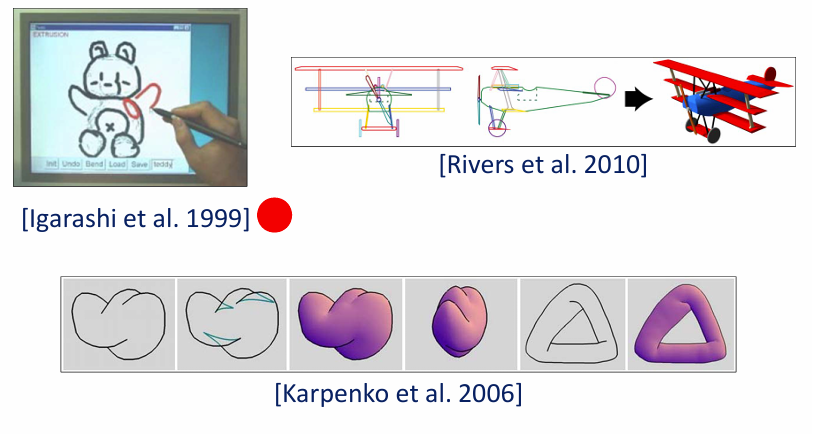 EXTRUSION
Init Undo Bend Load Save teddy
[Rivers et al. 2010]
[Igarashi et al. 1999]
[Karpenko et al. 2006]